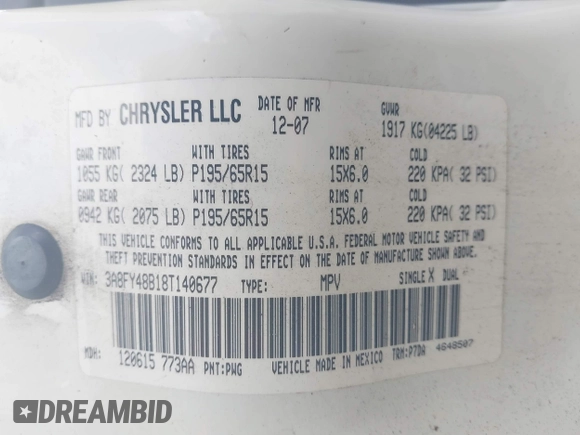 MFD BY CHRYSLER LLC DATE OF MFR 12-07 GVWR 1917 KG(04225 LB)
GAWR FRONT WITH TIRES RIMS AT COLD
1055 KG( 2324 LB) P195/65R15 15X6.0 220 KPA( 32 PSI)
GAWR REAR WITH TIRES RIMS AT COLD
0942 KG( 2075 LB) P195/65R15 15X6.0 220 KPA( 32 PSI)
THIS VEHICLE CONFORMS TO ALL APPLICABLE U.S.A. FEDERAL MOTOR VEHICLE SAFETY AND
THEFT PREVENTION STANDARDS IN EFFECT ON THE DATE OF MANUFACTURE SHOWN ABOVE.
VIN: 3A8FY48B18T140677 TYPE: MPV SINGLE X DUAL
MDH: 120615 773AA PNT:PWG VEHICLE MADE IN MEXICO TRM:P7DA 4648507
DREAMBID